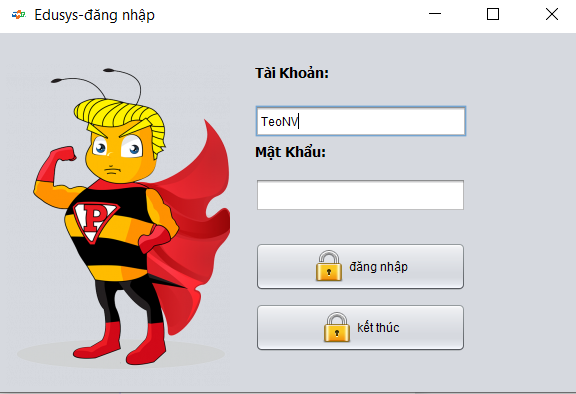 Edusys-đăng nhập
Tài Khoản:
TeoNV
Mật Khẩu:
đăng nhập
kết thúc
P